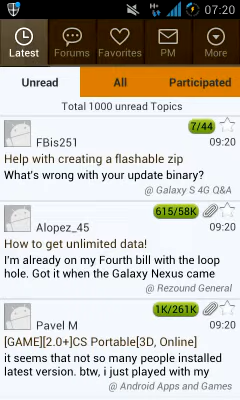 H+
07:20
Latest
Forums
Favorites
PM
More
Unread
All
Participated
Total 1000 unread Topics
7/44
FBis251
09:20
Help with creating a flashable zip
What's wrong with your update binary?
@ Galaxy S 4G Q&A
615/58K
Alopez_45
09:20
How to get unlimited data!
I'm already on my Fourth bill with the loop
hole. Got it when the Galaxy Nexus came
@ Rezound General
1K/261K
Pavel M
09:20
[GAME][2.0+]CS Portable[3D, Online]
it seems that not so many people installed
latest version. btw, i just played with my
@ Android Apps and Games